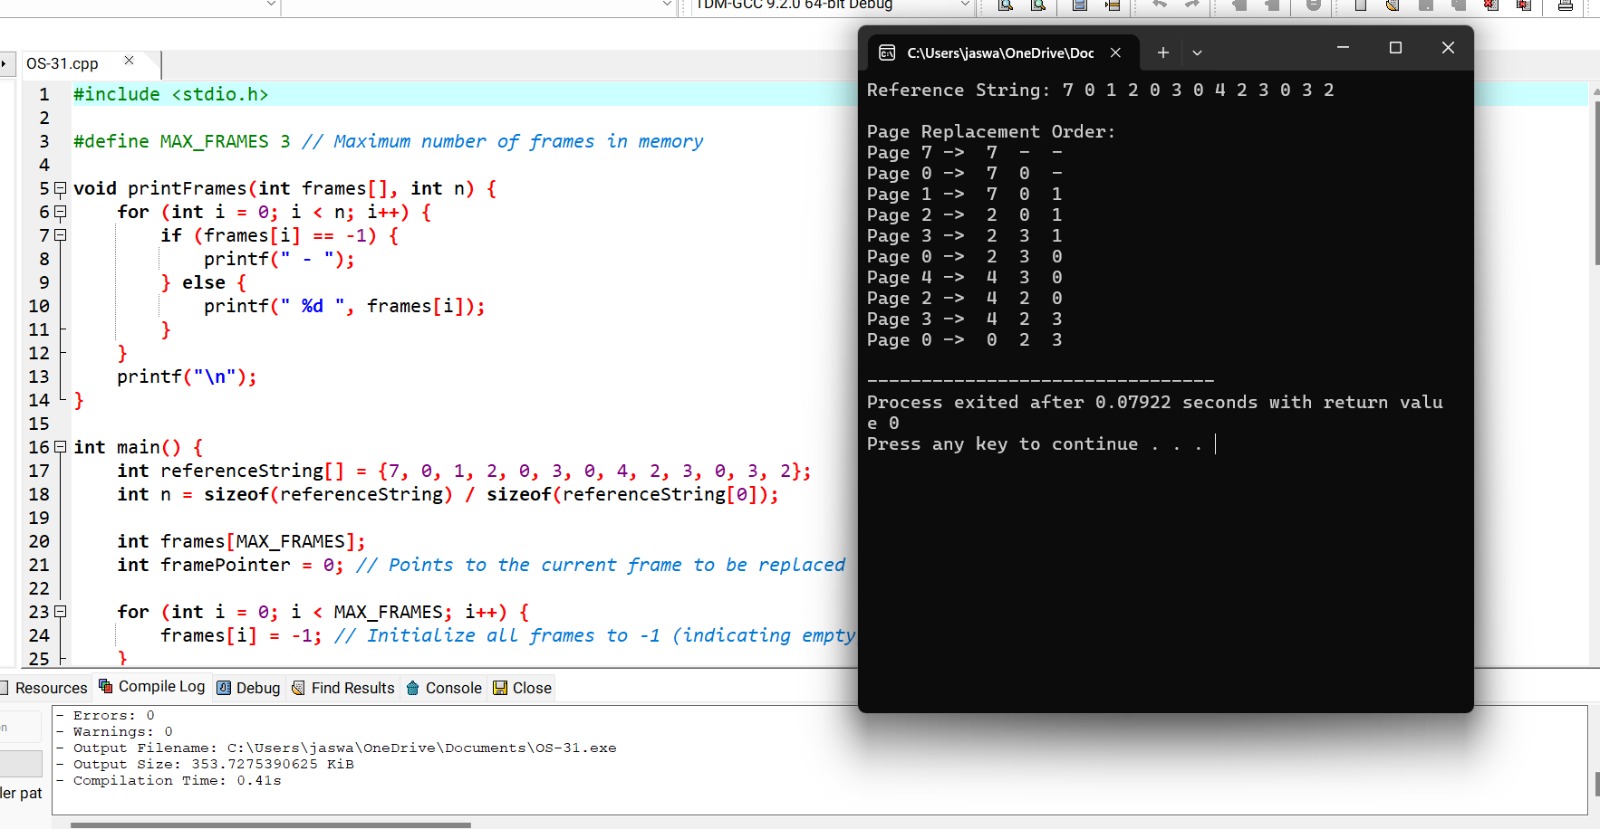 TDM-GCC 9.2.0 64-bit Debug
OS-31.cpp
1 #include <stdio.h>
2
3 #define MAX_FRAMES 3 // Maximum number of frames in memory
4
5 void printFrames(int frames[], int n) {
6 for (int i = 0; i < n; i++) {
7 if (frames[i] == -1) {
8 printf(" - ");
9 } else {
10 printf(" %d ", frames[i]);
11 }
12 }
13 printf("\n");
14 }
15
16 int main() {
17 int referenceString[] = {7, 0, 1, 2, 0, 3, 0, 4, 2, 3, 0, 3, 2};
18 int n = sizeof(referenceString) / sizeof(referenceString[0]);
19
20 int frames[MAX_FRAMES];
21 int framePointer = 0; // Points to the current frame to be replaced
22
23 for (int i = 0; i < MAX_FRAMES; i++) {
24 frames[i] = -1; // Initialize all frames to -1 (indicating empty
25 }
C:\Users\jaswa\OneDrive\Doc
Reference String: 7 0 1 2 0 3 0 4 2 3 0 3 2
Page Replacement Order:
Page 7 -> 7 - -
Page 0 -> 7 0 -
Page 1 -> 7 0 1
Page 2 -> 2 0 1
Page 3 -> 2 3 1
Page 0 -> 2 3 0
Page 4 -> 4 3 0
Page 2 -> 4 2 0
Page 3 -> 4 2 3
Page 0 -> 0 2 3
--------------------------------
Process exited after 0.07922 seconds with return valu
e 0
Press any key to continue . . .
Resources Compile Log Debug Find Results Console Close
- Errors: 0
- Warnings: 0
- Output Filename: C:\Users\jaswa\OneDrive\Documents\OS-31.exe
- Output Size: 353.7275390625 KiB
- Compilation Time: 0.41s
n
ler pat